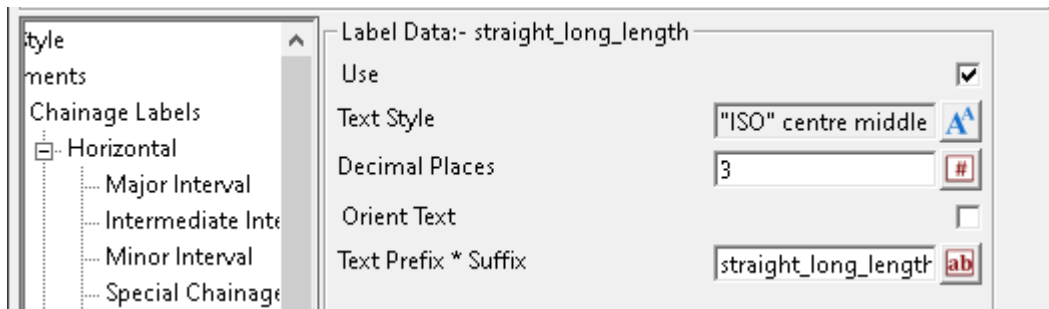 tyle
ments
Chainage Labels
Horizontal
Major Interval
Intermediate Inte
Minor Interval
Special Chainage
Label Data:- straight_long_length
Use
Text Style
"ISO" centre middle
Decimal Places
3
#
Orient Text
Text Prefix * Suffix
straight_long_length
ab